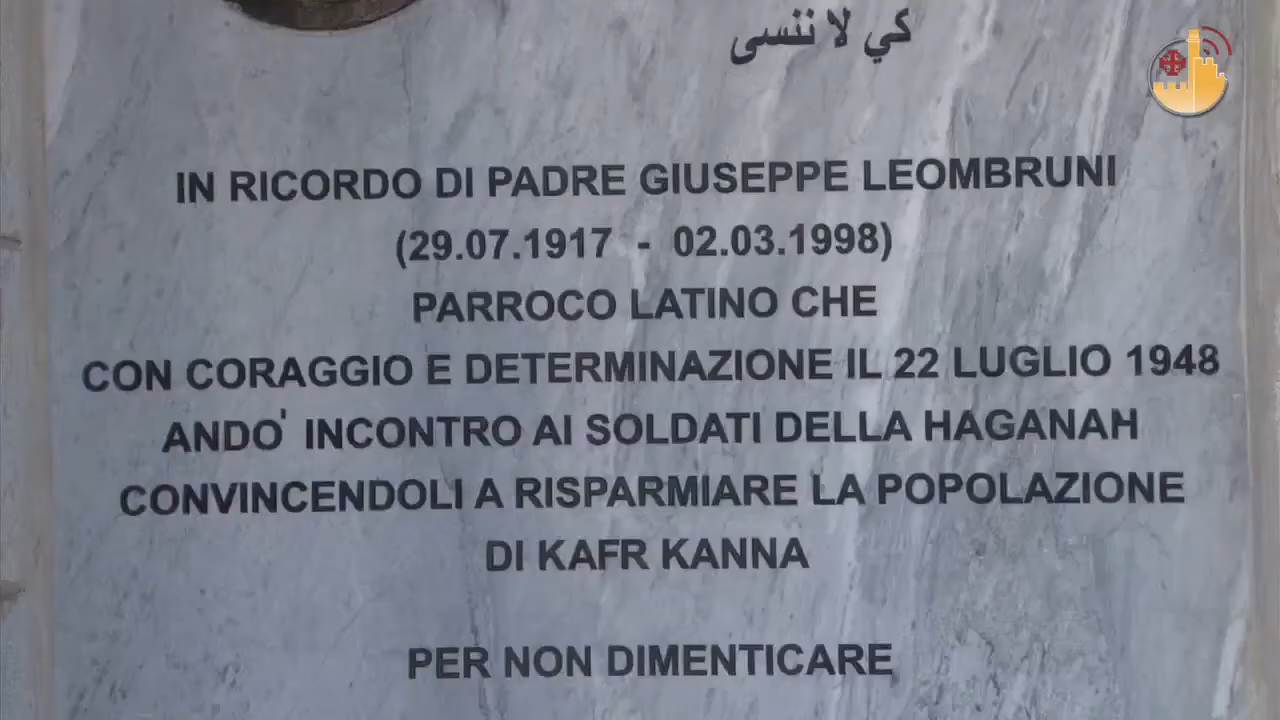 كي لا ننسى
IN RICORDO DI PADRE GIUSEPPE LEOMBRUNI
(29.07.1917 - 02.03.1998)
PARROCO LATINO CHE
CON CORAGGIO E DETERMINAZIONE IL 22 LUGLIO 1948
ANDO' INCONTRO AI SOLDATI DELLA HAGANAH
CONVINCENDOLI A RISPARMIARE LA POPOLAZIONE
DI KAFR KANNA
PER NON DIMENTICARE